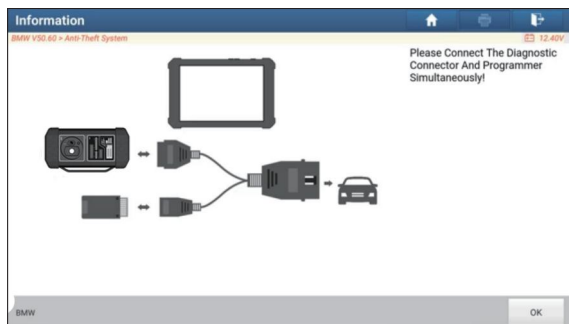 Information
BMW V50.60 > Anti-Theft System
12.40V
Please Connect The Diagnostic
Connector And Programmer
Simultaneously!
BMW
OK